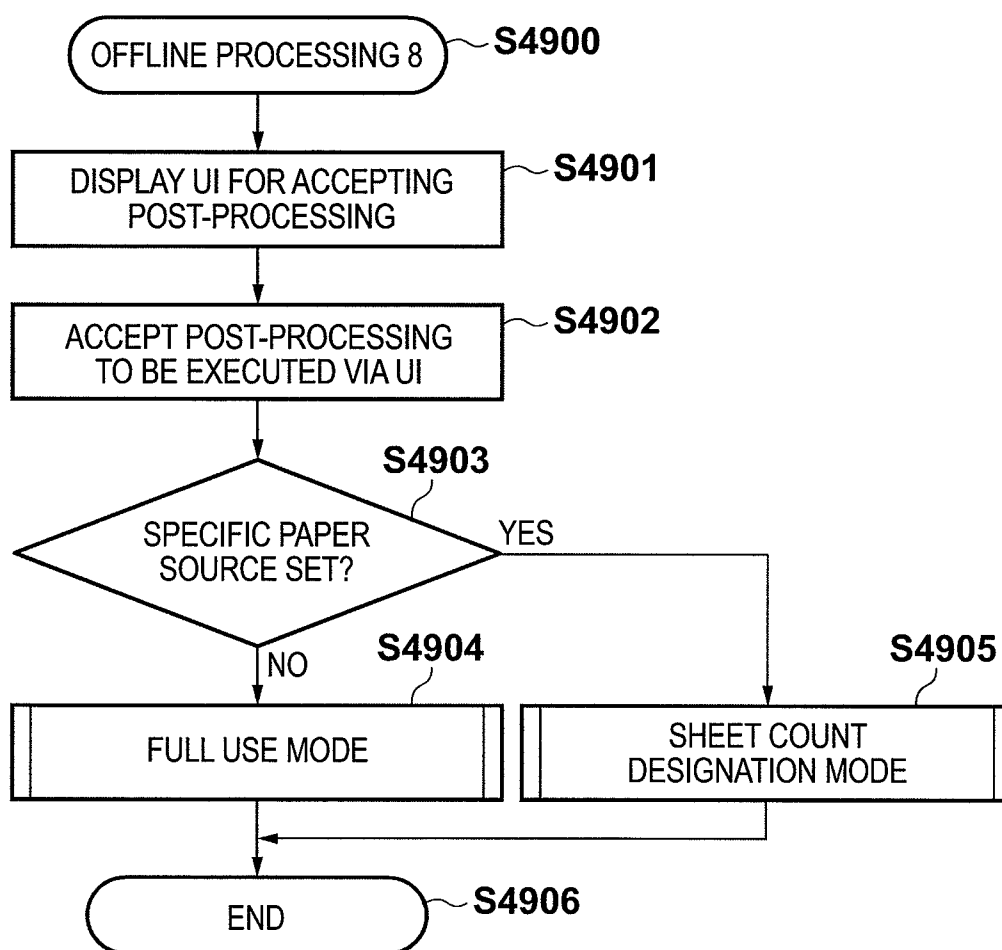 OFFLINE PROCESSING 8
S4900
S4901
DISPLAY UI FOR ACCEPTING
POST-PROCESSING
S4902
ACCEPT POST-PROCESSING
TO BE EXECUTED VIA UI
S4903
SPECIFIC PAPER
SOURCE SET?
YES
NO
S4904
FULL USE MODE
S4905
SHEET COUNT
DESIGNATION MODE
END
S4906